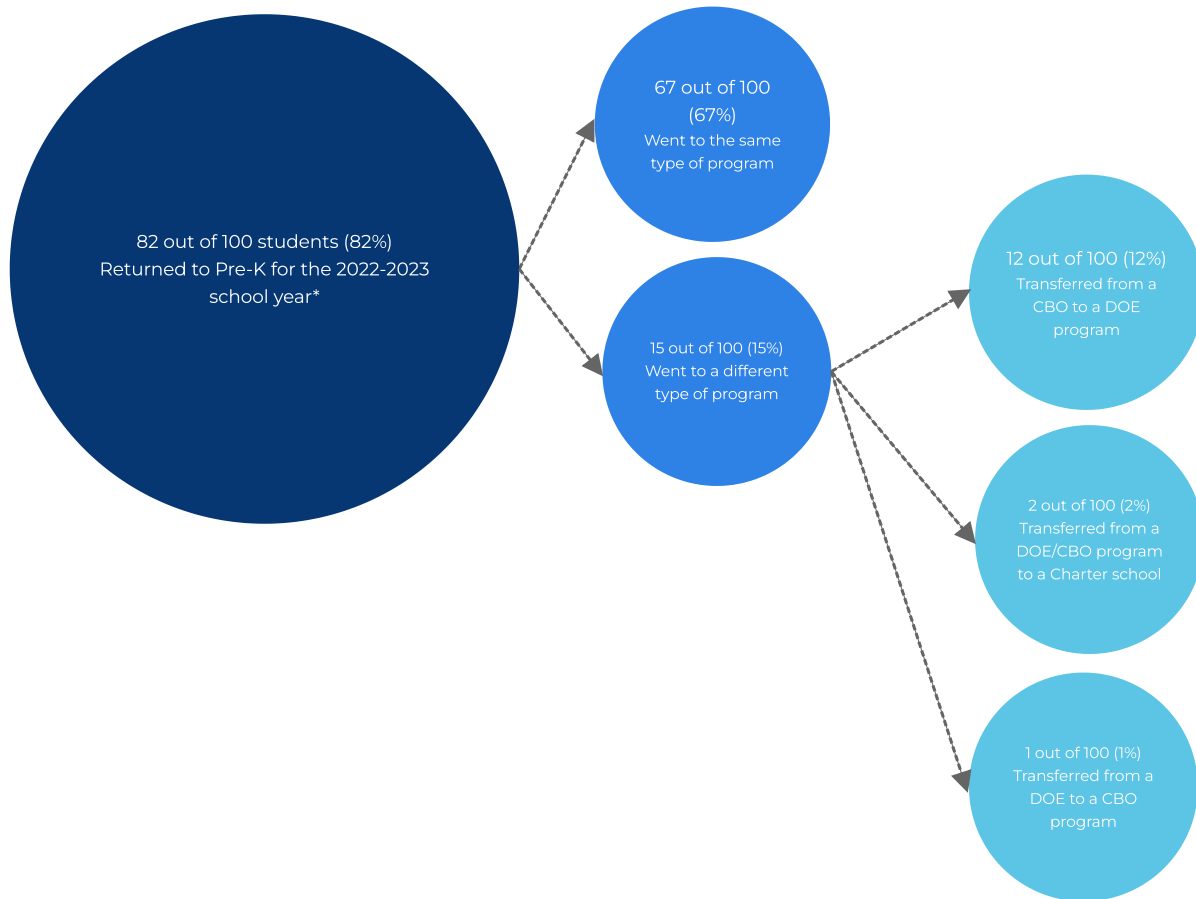 82 out of 100 students (82%)
Returned to Pre-K for the 2022-2023
school year*
67 out of 100
(67%)
Went to the same
type of program
15 out of 100 (15%)
Went to a different
type of program
12 out of 100 (12%)
Transferred from a
CBO to a DOE
program
2 out of 100 (2%)
Transferred from a
DOE/CBO program
to a Charter school
1 out of 100 (1%)
Transferred from a
DOE to a CBO
program